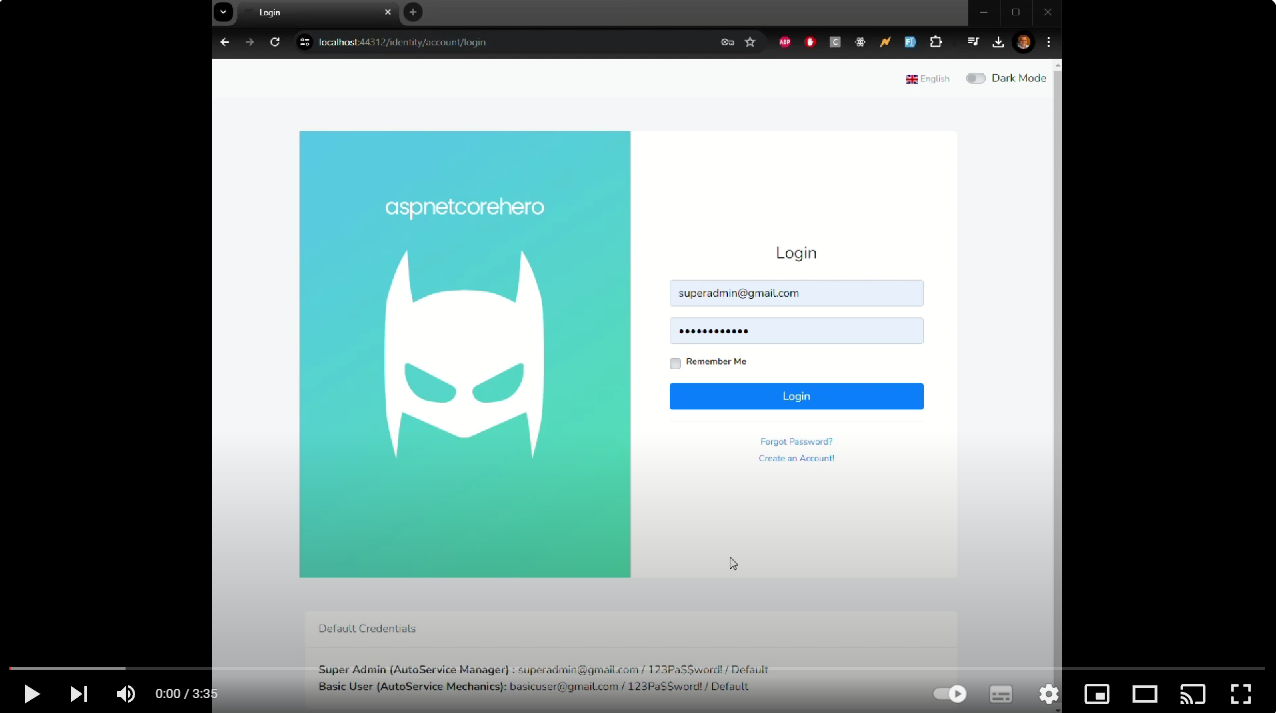 Login
localhost:44312/identity/account/login
ABP
C
English
Dark Mode
aspnetcorehero
Login
superadmin@gmail.com
Remember Me
Login
Forgot Password?
Create an Account!
Default Credentials
Super Admin (AutoService Manager) : superadmin@gmail.com / 123Pa$$word! / Default
Basic User (AutoService Mechanics): basicuser@gmail.com / 123Pa$$word! / Default
0:00 / 3:35